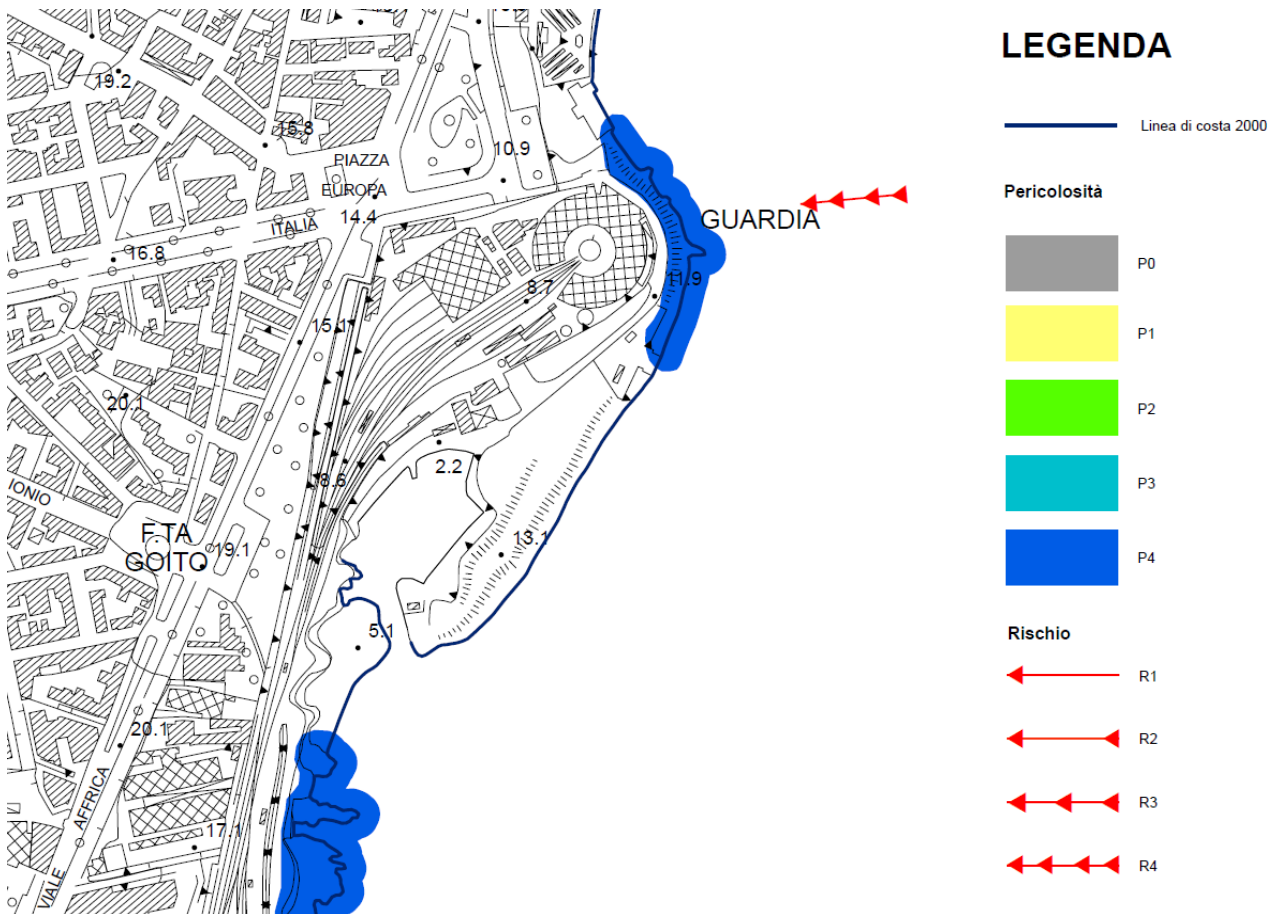 19.2
15.8
PIAZZA
EUROPA
10.9
14.4
ITALIA
16.8
GUARDIA
11.9
8.7
15.1
20.1
2.2
18.6
IONIO
F.TA
GOITO
19.1
13.1
5.1
20.1
VIALE AFFRICA
17.1
LEGENDA
Linea di costa 2000
Pericolosità
P0
P1
P2
P3
P4
Rischio
R1
R2
R3
R4